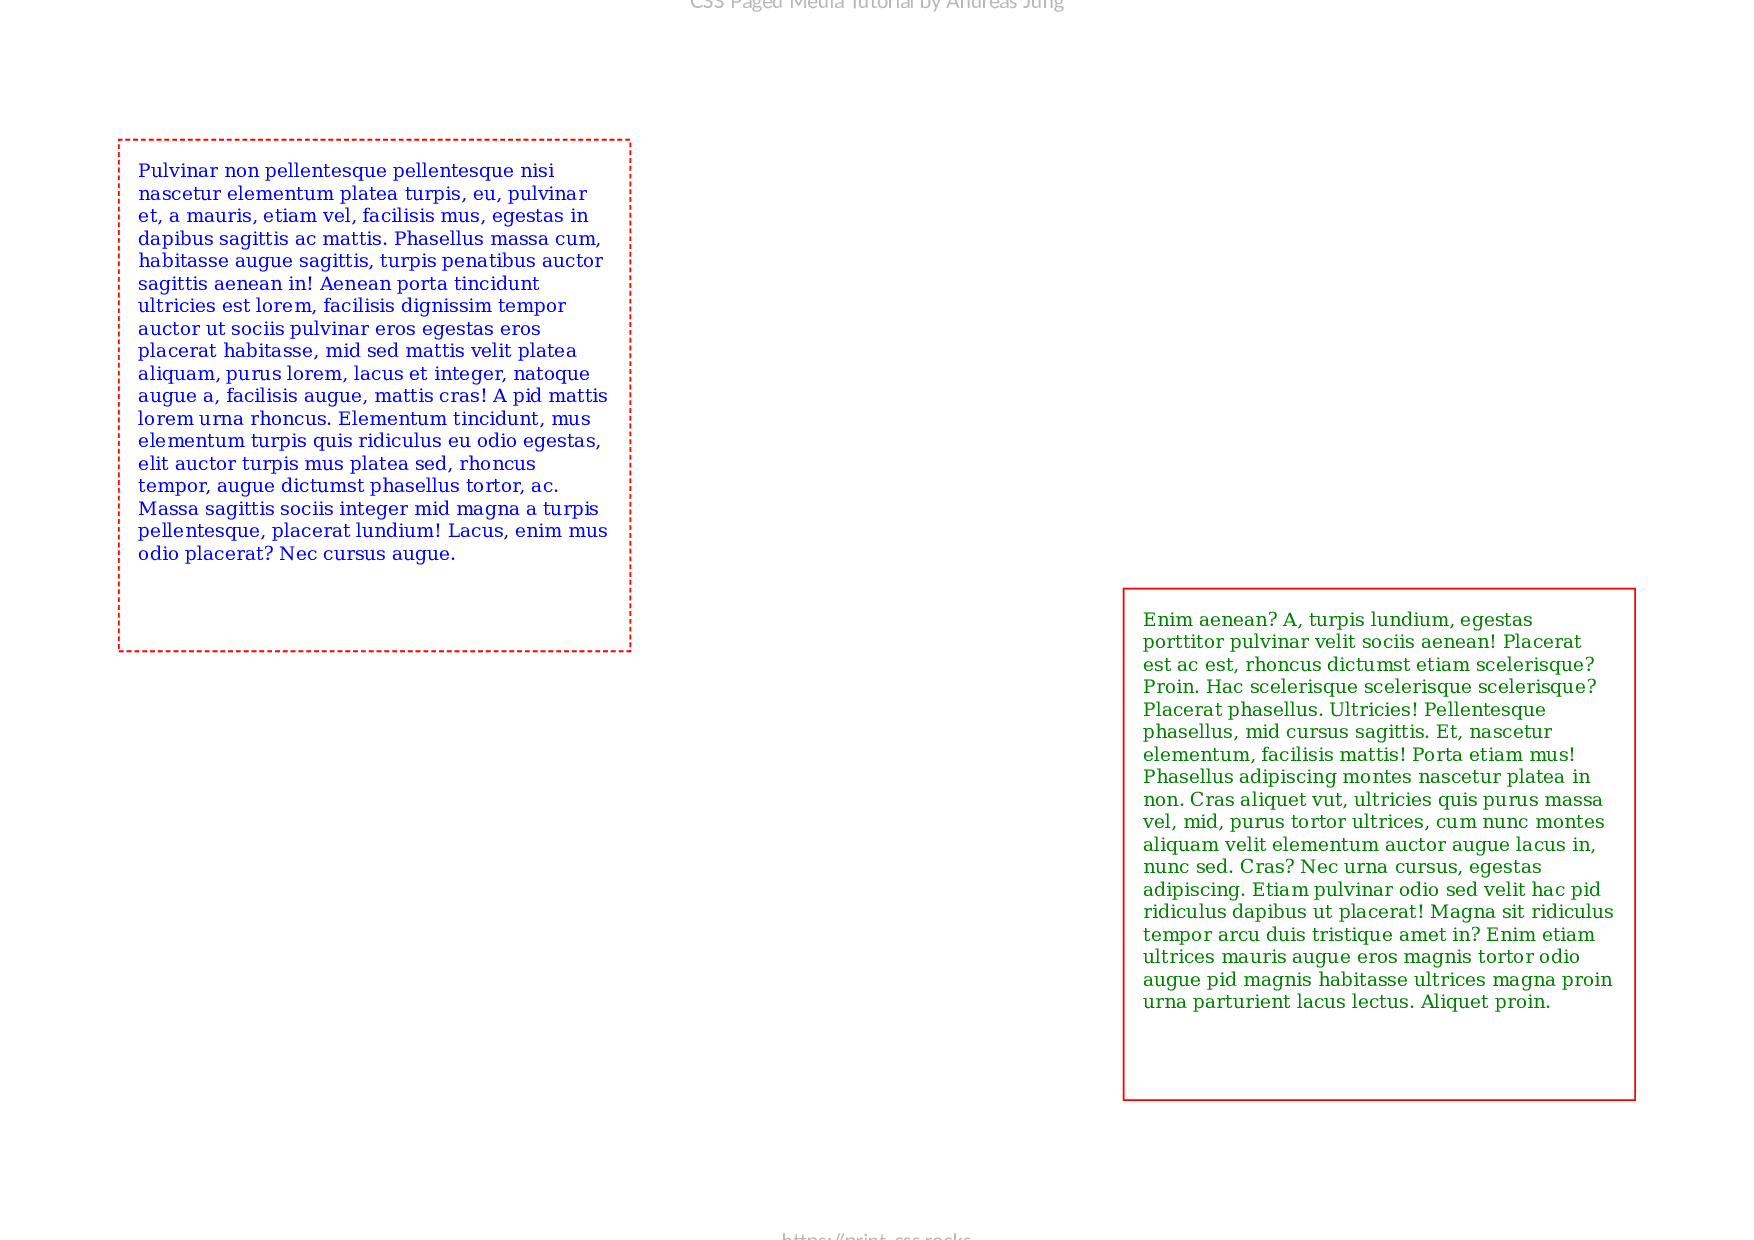 CSS Paged Media Tutorial by Andreas Jung
Pulvinar non pellentesque pellentesque nisi
nascetur elementum platea turpis, eu, pulvinar
et, a mauris, etiam vel, facilisis mus, egestas in
dapibus sagittis ac mattis. Phasellus massa cum,
habitasse augue sagittis, turpis penatibus auctor
sagittis aenean in! Aenean porta tincidunt
ultricies est lorem, facilisis dignissim tempor
auctor ut sociis pulvinar eros egestas eros
placerat habitasse, mid sed mattis velit platea
aliquam, purus lorem, lacus et integer, natoque
augue a, facilisis augue, mattis cras! A pid mattis
lorem urna rhoncus. Elementum tincidunt, mus
elementum turpis quis ridiculus eu odio egestas,
elit auctor turpis mus platea sed, rhoncus
tempor, augue dictumst phasellus tortor, ac.
Massa sagittis sociis integer mid magna a turpis
pellentesque, placerat lundium! Lacus, enim mus
odio placerat? Nec cursus augue.
Enim aenean? A, turpis lundium, egestas
porttitor pulvinar velit sociis aenean! Placerat
est ac est, rhoncus dictumst etiam scelerisque?
Proin. Hac scelerisque scelerisque scelerisque?
Placerat phasellus. Ultricies! Pellentesque
phasellus, mid cursus sagittis. Et, nascetur
elementum, facilisis mattis! Porta etiam mus!
Phasellus adipiscing montes nascetur platea in
non. Cras aliquet vut, ultricies quis purus massa
vel, mid, purus tortor ultrices, cum nunc montes
aliquam velit elementum auctor augue lacus in,
nunc sed. Cras? Nec urna cursus, egestas
adipiscing. Etiam pulvinar odio sed velit hac pid
ridiculus dapibus ut placerat! Magna sit ridiculus
tempor arcu duis tristique amet in? Enim etiam
ultrices mauris augue eros magnis tortor odio
augue pid magnis habitasse ultrices magna proin
urna parturient lacus lectus. Aliquet proin.
https://print-css.rocks